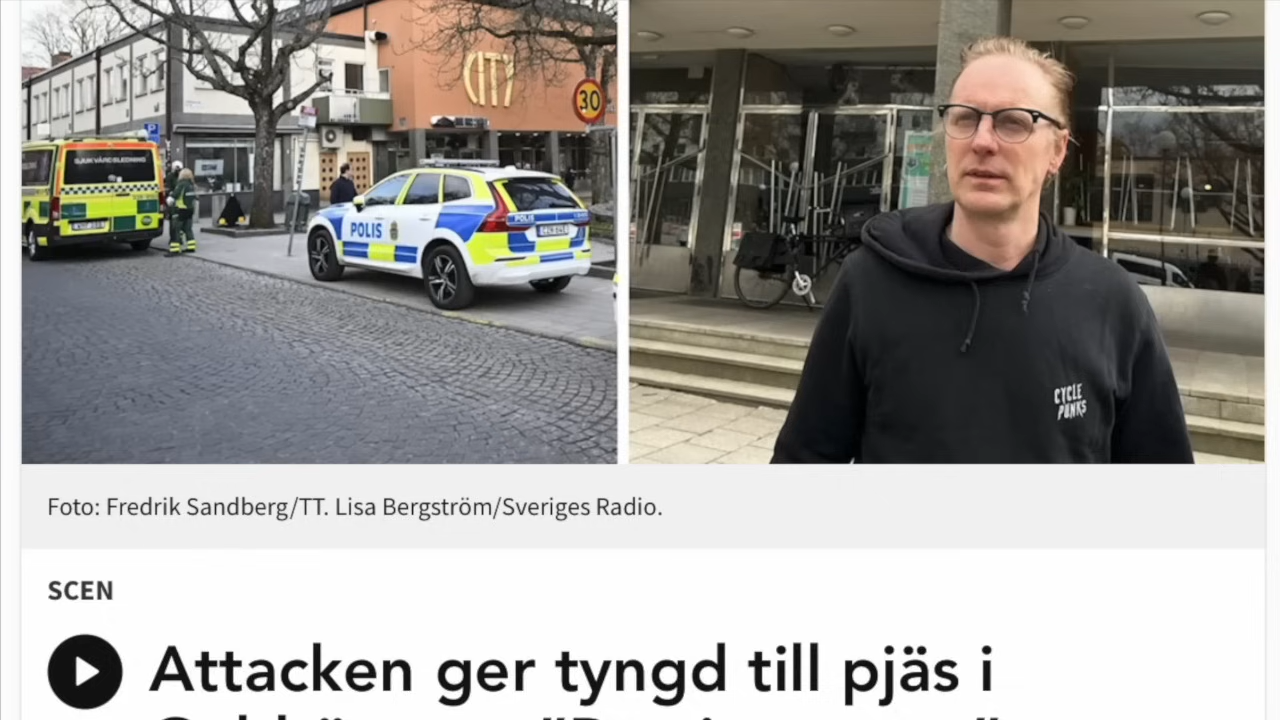 CITY
30
SJUKVÅRDSLEDNING
POLIS
POLIS
CYCLE
PUNKS
Foto: Fredrik Sandberg/TT. Lisa Bergström/Sveriges Radio.
SCEN
Attacken ger tyngd till pjäs i